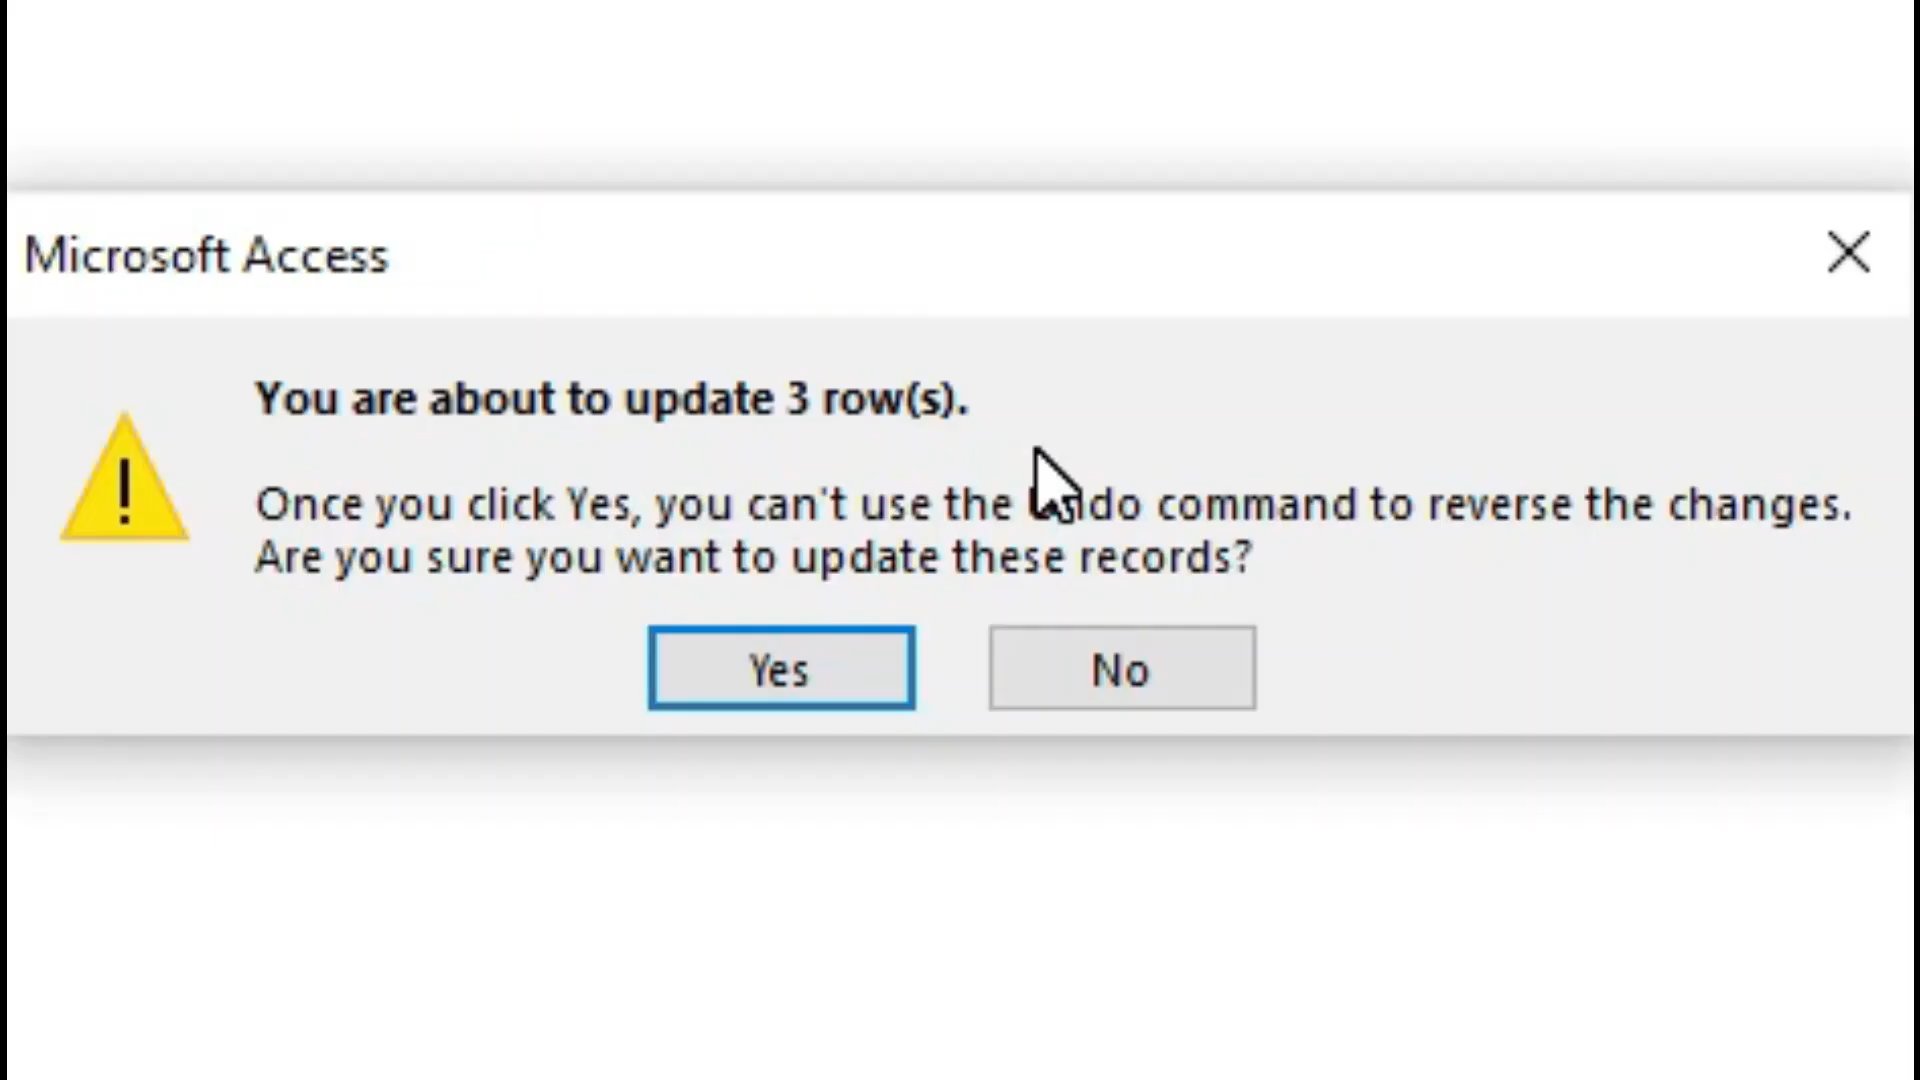 Microsoft Access
You are about to update 3 row(s).
Once you click Yes, you can't use the Undo command to reverse the changes.
Are you sure you want to update these records?
Yes No